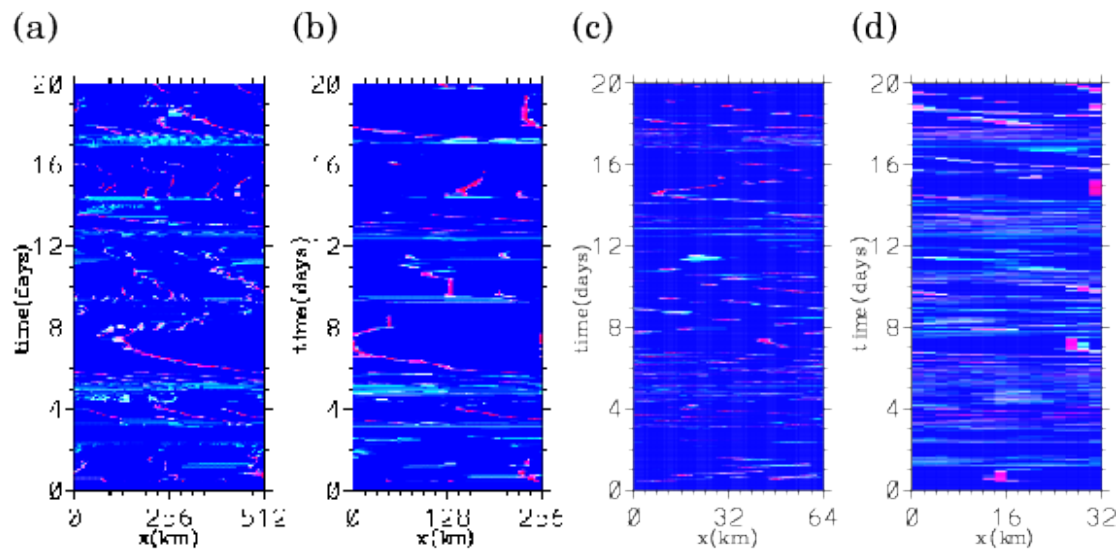 (a) (b) (c) (d)
20 20 20 20
16 16 16 16
12 12 12 12
8 8 8 8
4 4 4 4
0 0 0 0
time(days) time(days) time(days) time(days)
0 256 512 0 128 256 0 32 64 0 16 32
x(km) x(km) x(km) x(km)